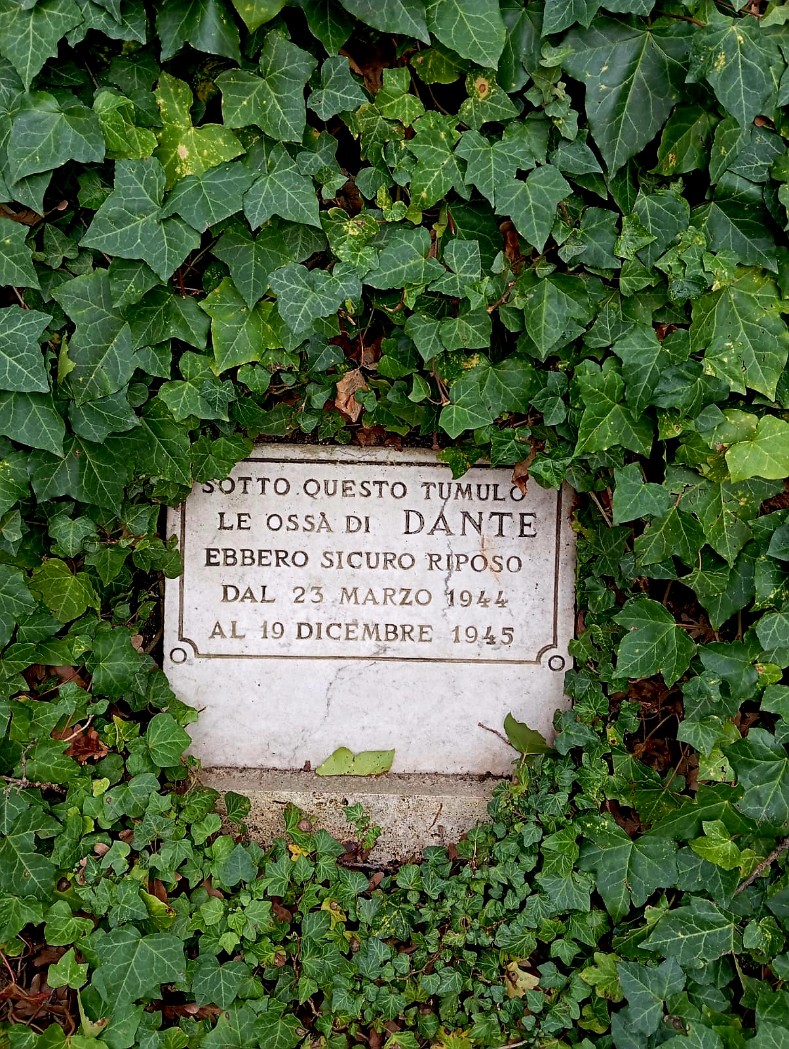 SOTTO QUESTO TUMULO
LE OSSA DI DANTE
EBBERO SICURO RIPOSO
DAL 23 MARZO 1944
AL 19 DICEMBRE 1945